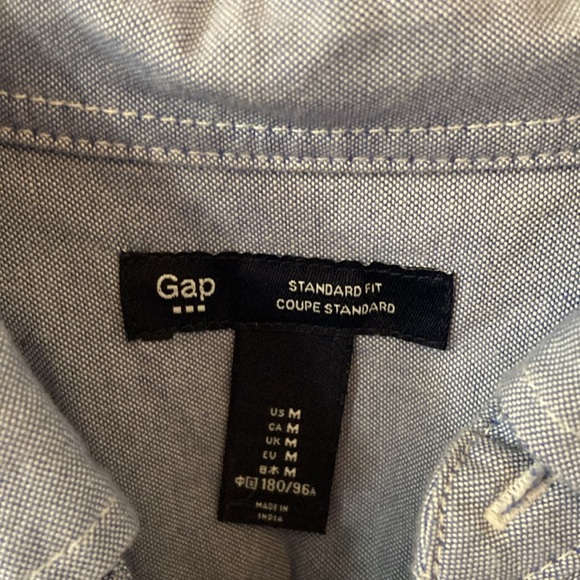 Gap
STANDARD FIT
COUPE STANDARD
US M
CA M
UK M
EU M
日本 M
中国 180/96A
MADE IN
INDIA